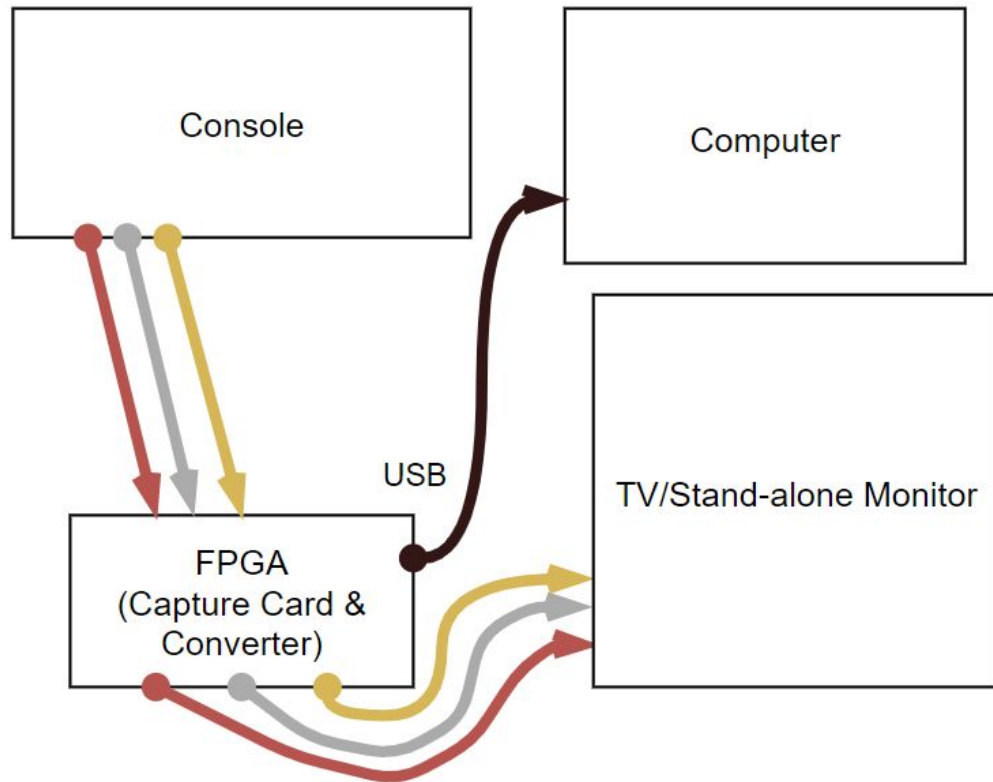 Console
Computer
USB
TV/Stand-alone Monitor
FPGA
(Capture Card &
Converter)